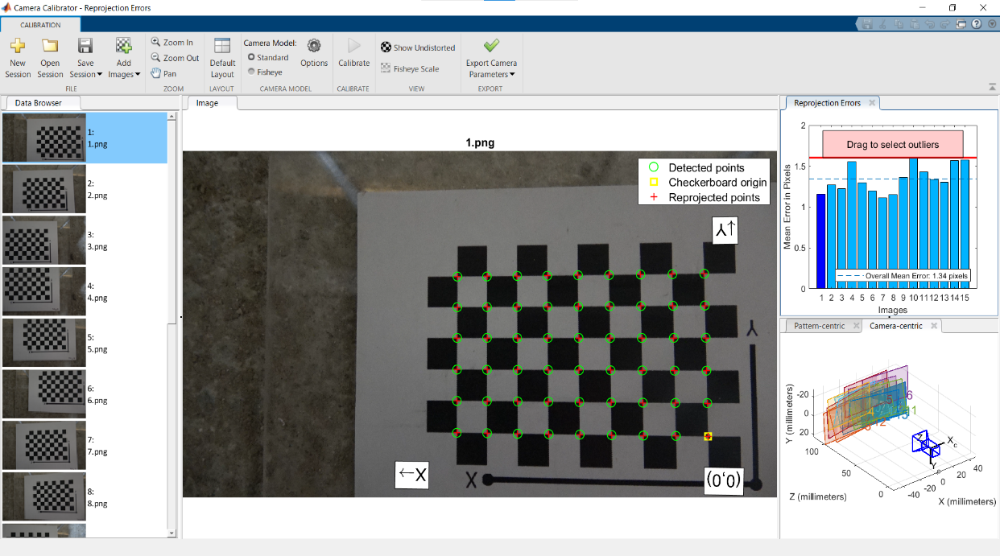 Camera Calibrator - Reprojection Errors
CALIBRATION
New Session
Open Session
Save Session
Add Images
FILE
Zoom In
Zoom Out
Pan
ZOOM
Default Layout
LAYOUT
Camera Model:
Standard
Fisheye
Options
CAMERA MODEL
Calibrate
CALIBRATE
Show Undistorted
Fisheye Scale
VIEW
Export Camera Parameters
EXPORT
Data Browser
1:
1.png
2:
2.png
3:
3.png
4:
4.png
5:
5.png
6:
6.png
7:
7.png
8:
8.png
Image
1.png
Detected points
Checkerboard origin
Reprojected points
Y↑
Y
←X
X
(0,0)
Reprojection Errors
Drag to select outliers
Mean Error in Pixels
2
1.5
1
0.5
0
Overall Mean Error: 1.34 pixels
1 2 3 4 5 6 7 8 9 10 11 12 13 14 15
Images
Pattern-centric
Camera-centric
Y (millimeters)
-20
0
20
100
50
0
Z (millimeters)
-40
-20
0
20
40
X (millimeters)
Xc
Yc